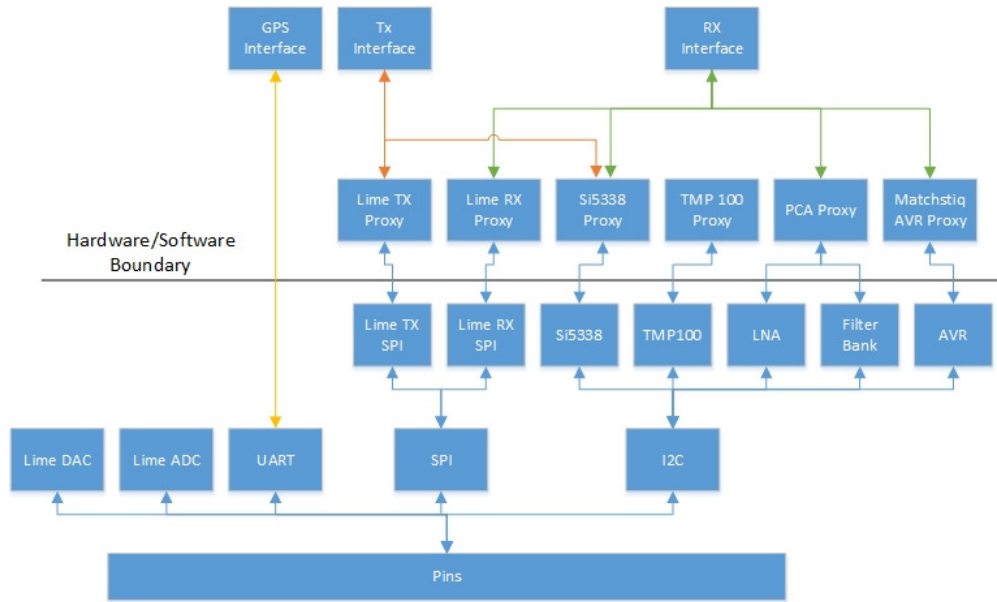 GPS
Interface
Tx
Interface
RX
Interface
Lime TX
Proxy
Lime RX
Proxy
Si5338
Proxy
TMP 100
Proxy
PCA Proxy
Matchstiq
AVR Proxy
Hardware/Software
Boundary
Lime TX
SPI
Lime RX
SPI
Si5338
TMP100
LNA
Filter
Bank
AVR
Lime DAC
Lime ADC
UART
SPI
I2C
Pins